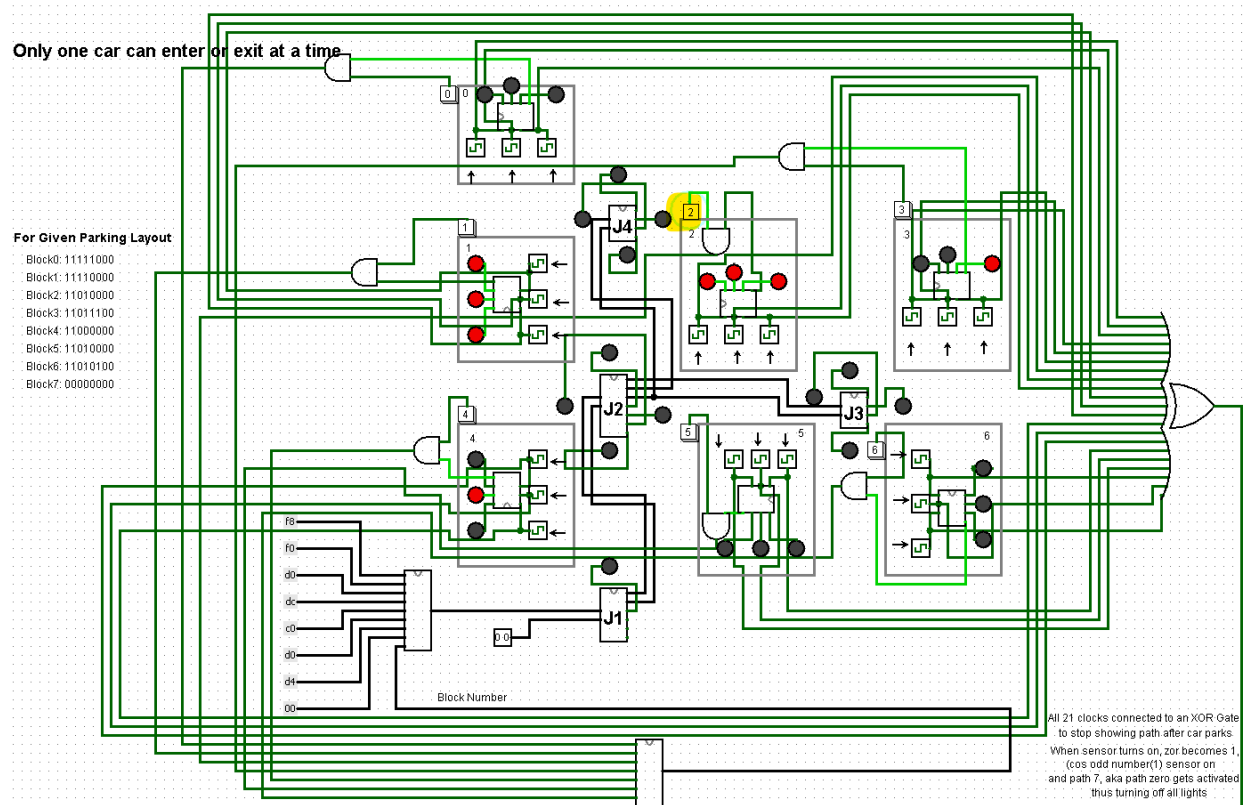 Only one car can enter or exit at a time
0
0
3
3
2
2
1
1
J4
For Given Parking Layout
Block0: 11111000
Block1: 11110000
Block2: 11010000
Block3: 11011100
Block4: 11000000
Block5: 11010000
Block6: 11010100
Block7: 00000000
J2
J3
4
4
5
5
6
6
f8
f0
d0
dc
c0
d0
d4
00
J1
0 0
Block Number
All 21 clocks connected to an XOR Gate
to stop showing path after car parks
When sensor turns on, zor becomes 1,
(cos odd number(1) sensor on
and path 7, aka path zero gets activated
thus turning off all lights